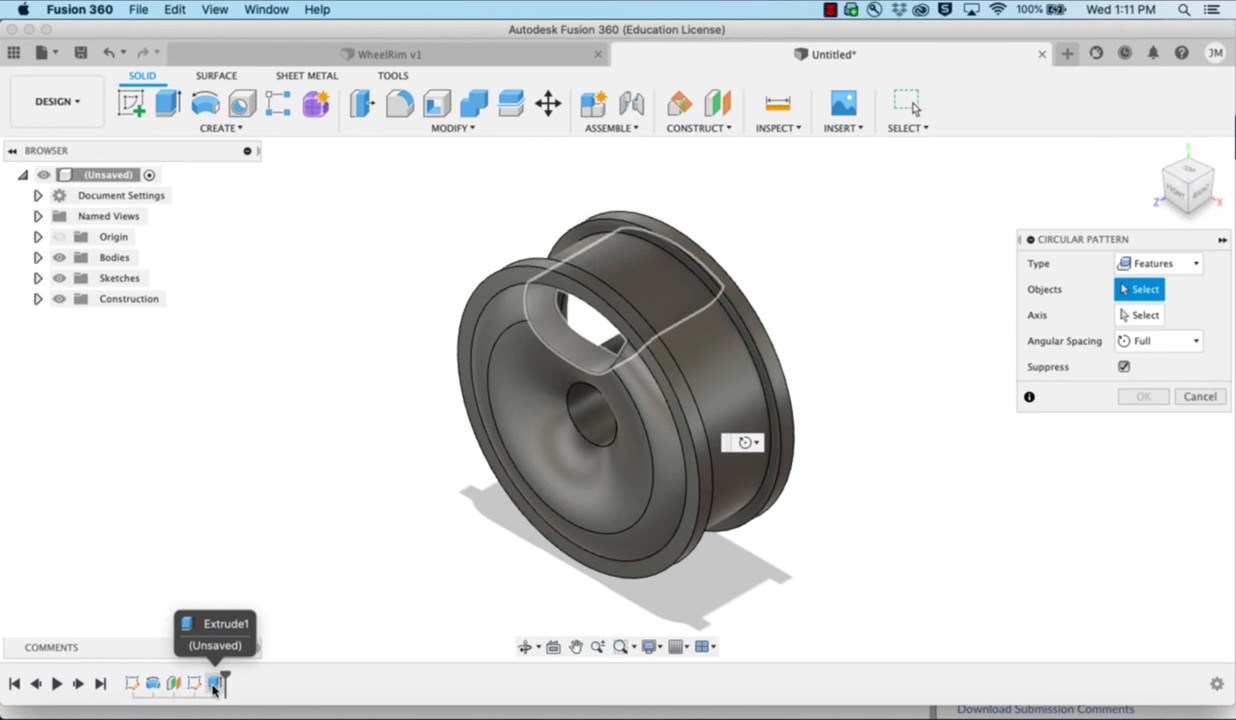 Fusion 360 File Edit View Window Help 100% Wed 1:11 PM
Autodesk Fusion 360 (Education License)
WheelRim v1 Untitled* JM
DESIGN SOLID SURFACE SHEET METAL TOOLS
CREATE MODIFY ASSEMBLE CONSTRUCT INSPECT INSERT SELECT
BROWSER
(Unsaved)
Document Settings
Named Views
Origin
Bodies
Sketches
Construction
TOP
FRONT
RIGHT
Y
Z
X
CIRCULAR PATTERN
Type Features
Objects Select
Axis Select
Angular Spacing Full
Suppress
OK Cancel
Extrude1
(Unsaved)
COMMENTS
Download Submission Comments